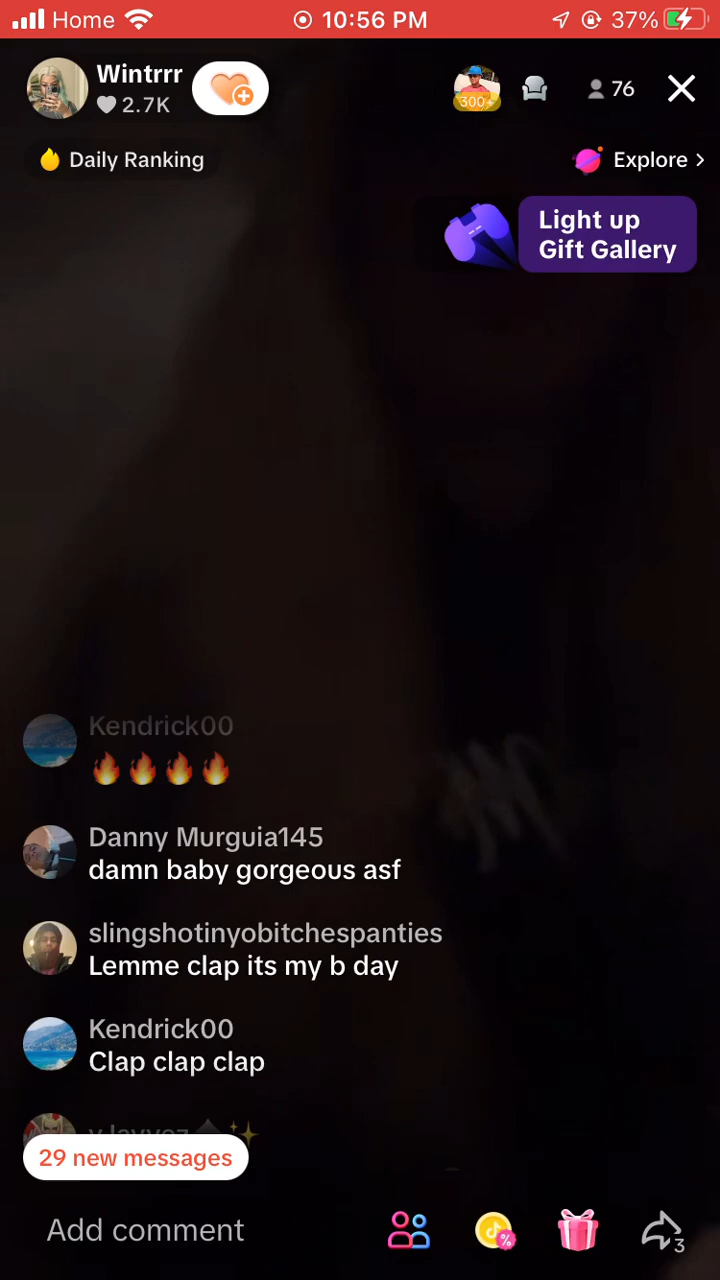 Home 10:56 PM 37%
Wintrrr
2.7K
300+
76
Daily Ranking
Explore
Light up
Gift Gallery
Kendrick00
🔥🔥🔥🔥
Danny Murguia145
damn baby gorgeous asf
slingshotinyobitchespanties
Lemme clap its my b day
Kendrick00
Clap clap clap
29 new messages
Add comment
3